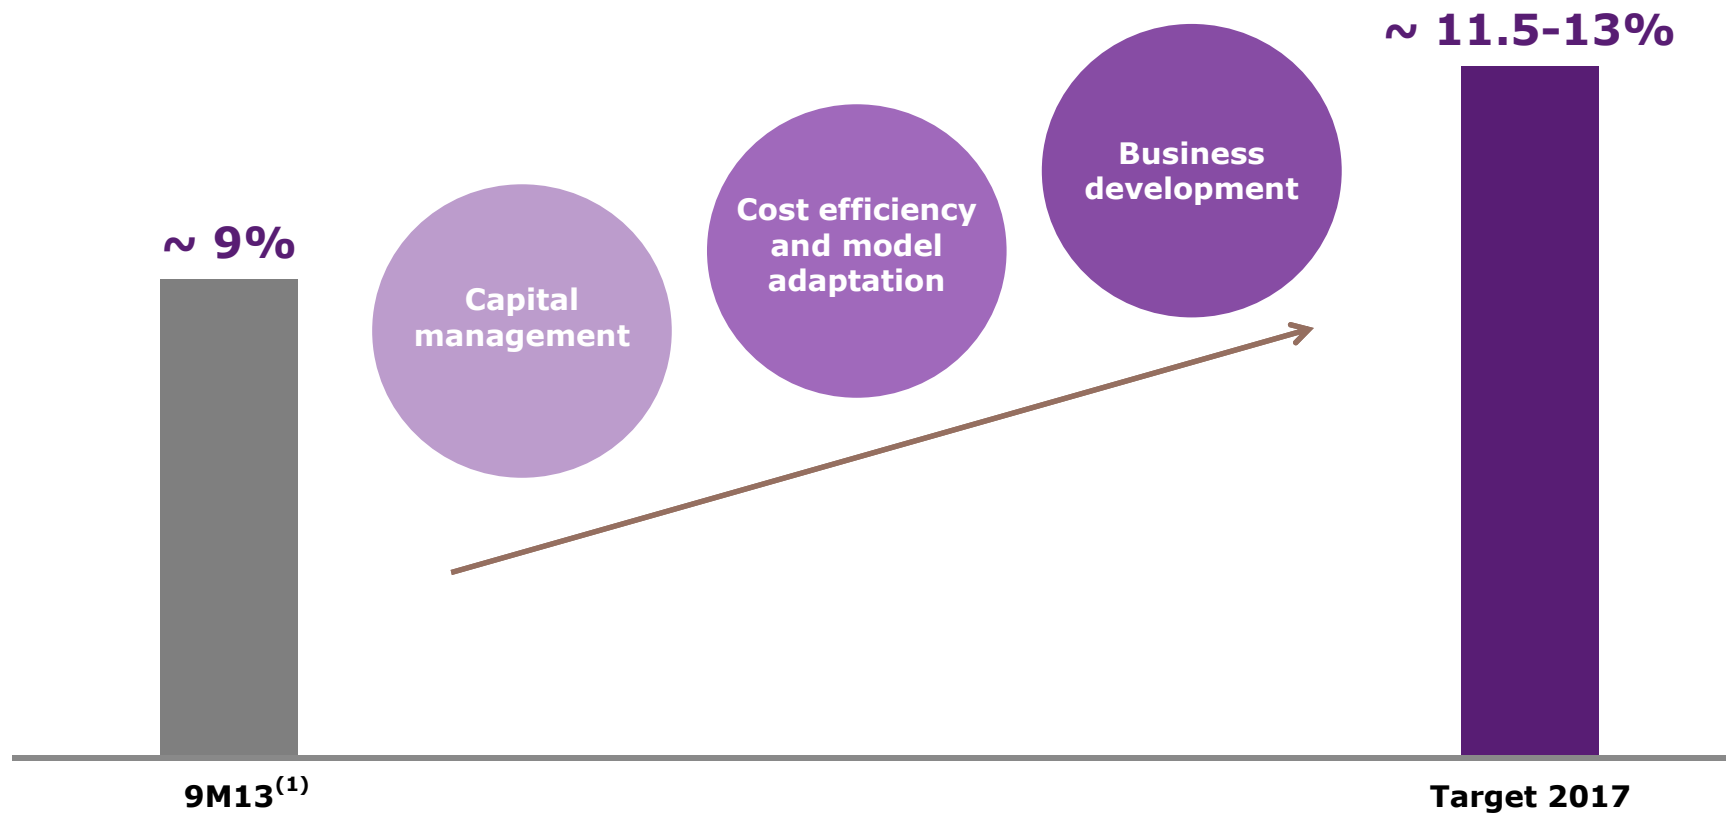 ~ 11.5-13%
Business
development
Cost efficiency
and model
adaptation
~ 9%
Capital
management
9M13(1)
Target 2017